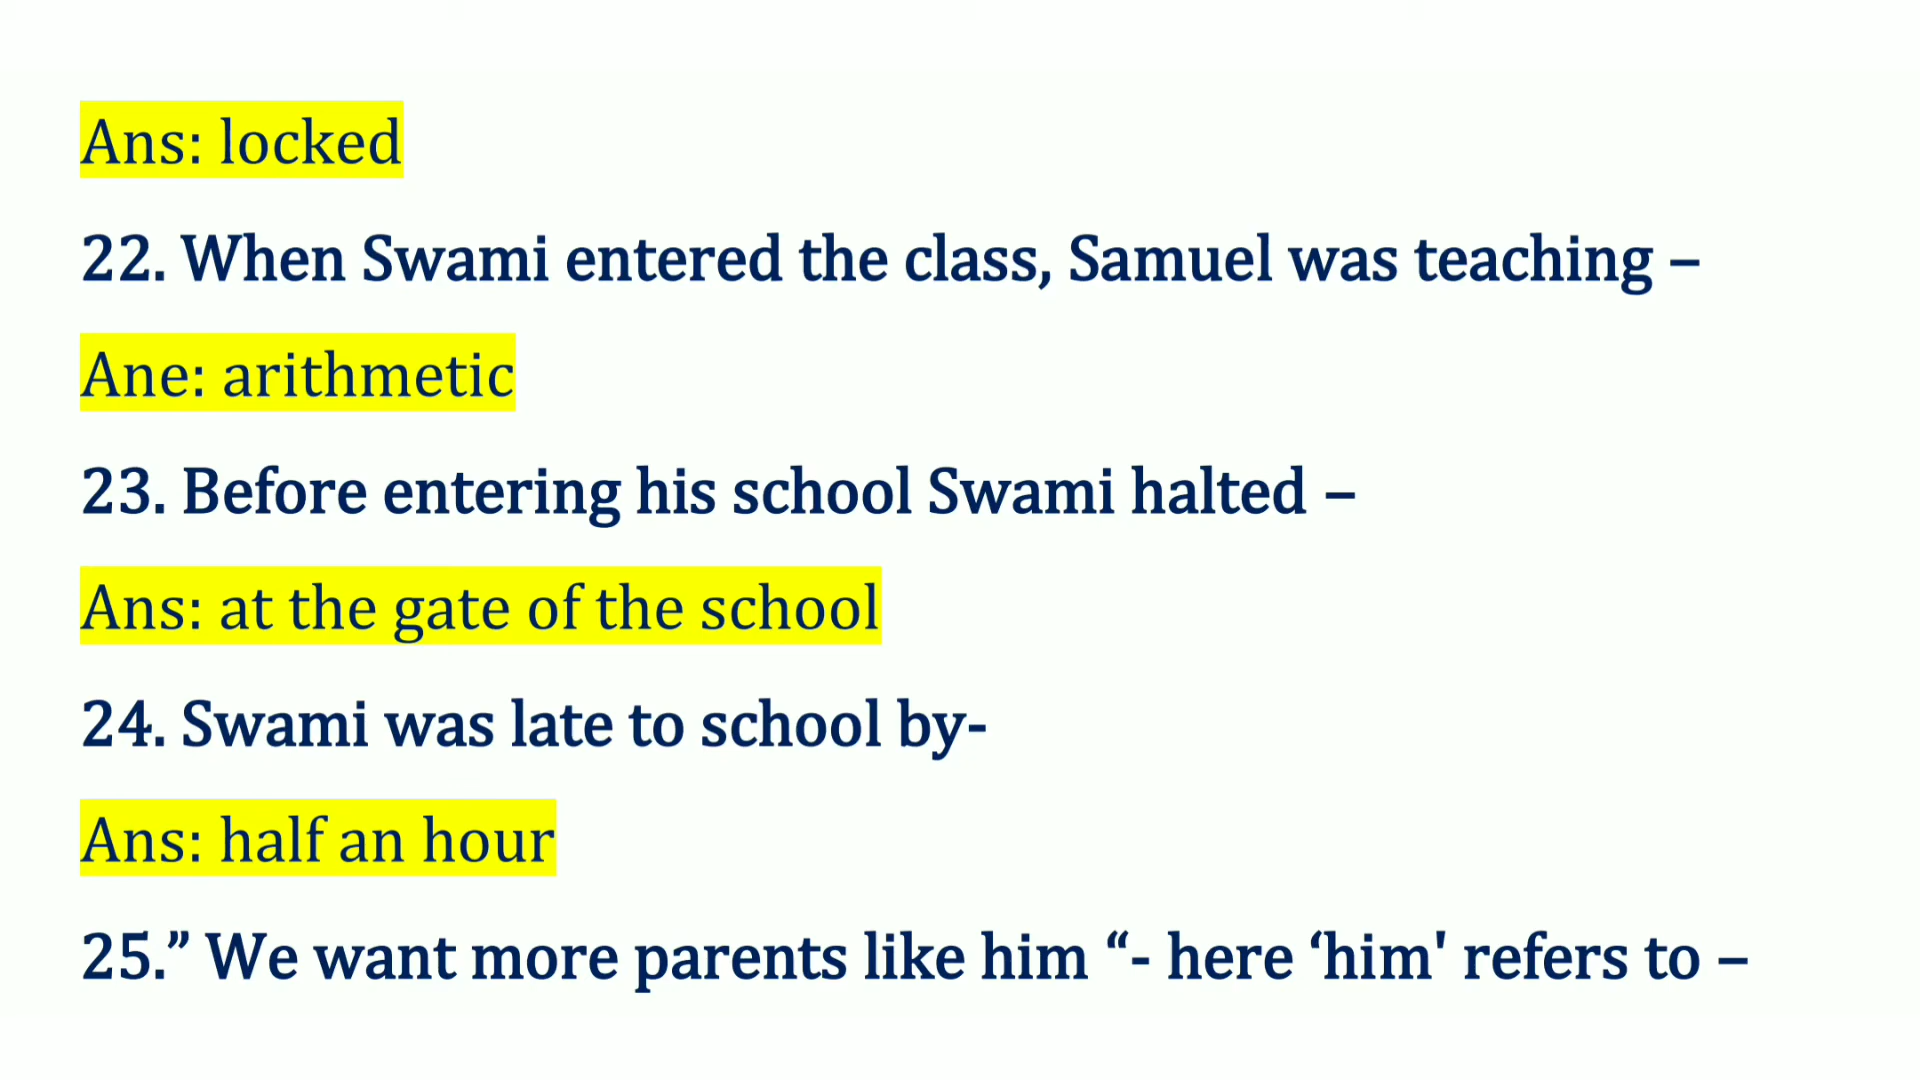 Ans: locked
22. When Swami entered the class, Samuel was teaching –
Ane: arithmetic
23. Before entering his school Swami halted –
Ans: at the gate of the school
24. Swami was late to school by-
Ans: half an hour
25.” We want more parents like him “- here ‘him' refers to –